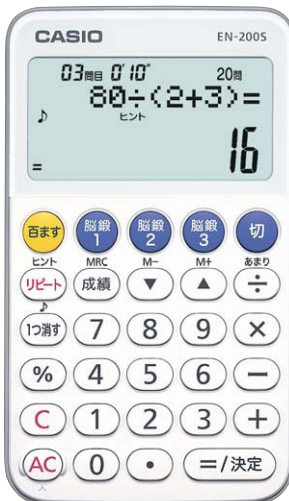 CASIO EN-200S
03問目 0'10" 20問
80÷(2+3)=
♪ ヒント
16
=
百ます 脳鍛1 脳鍛2 脳鍛3 切
ヒント MRC M− M+ あまり
リピート 成績 ▼ ▲ ÷
♪
1つ消す 7 8 9 ×
% 4 5 6 −
C 1 2 3 +
AC 0 • =/決定